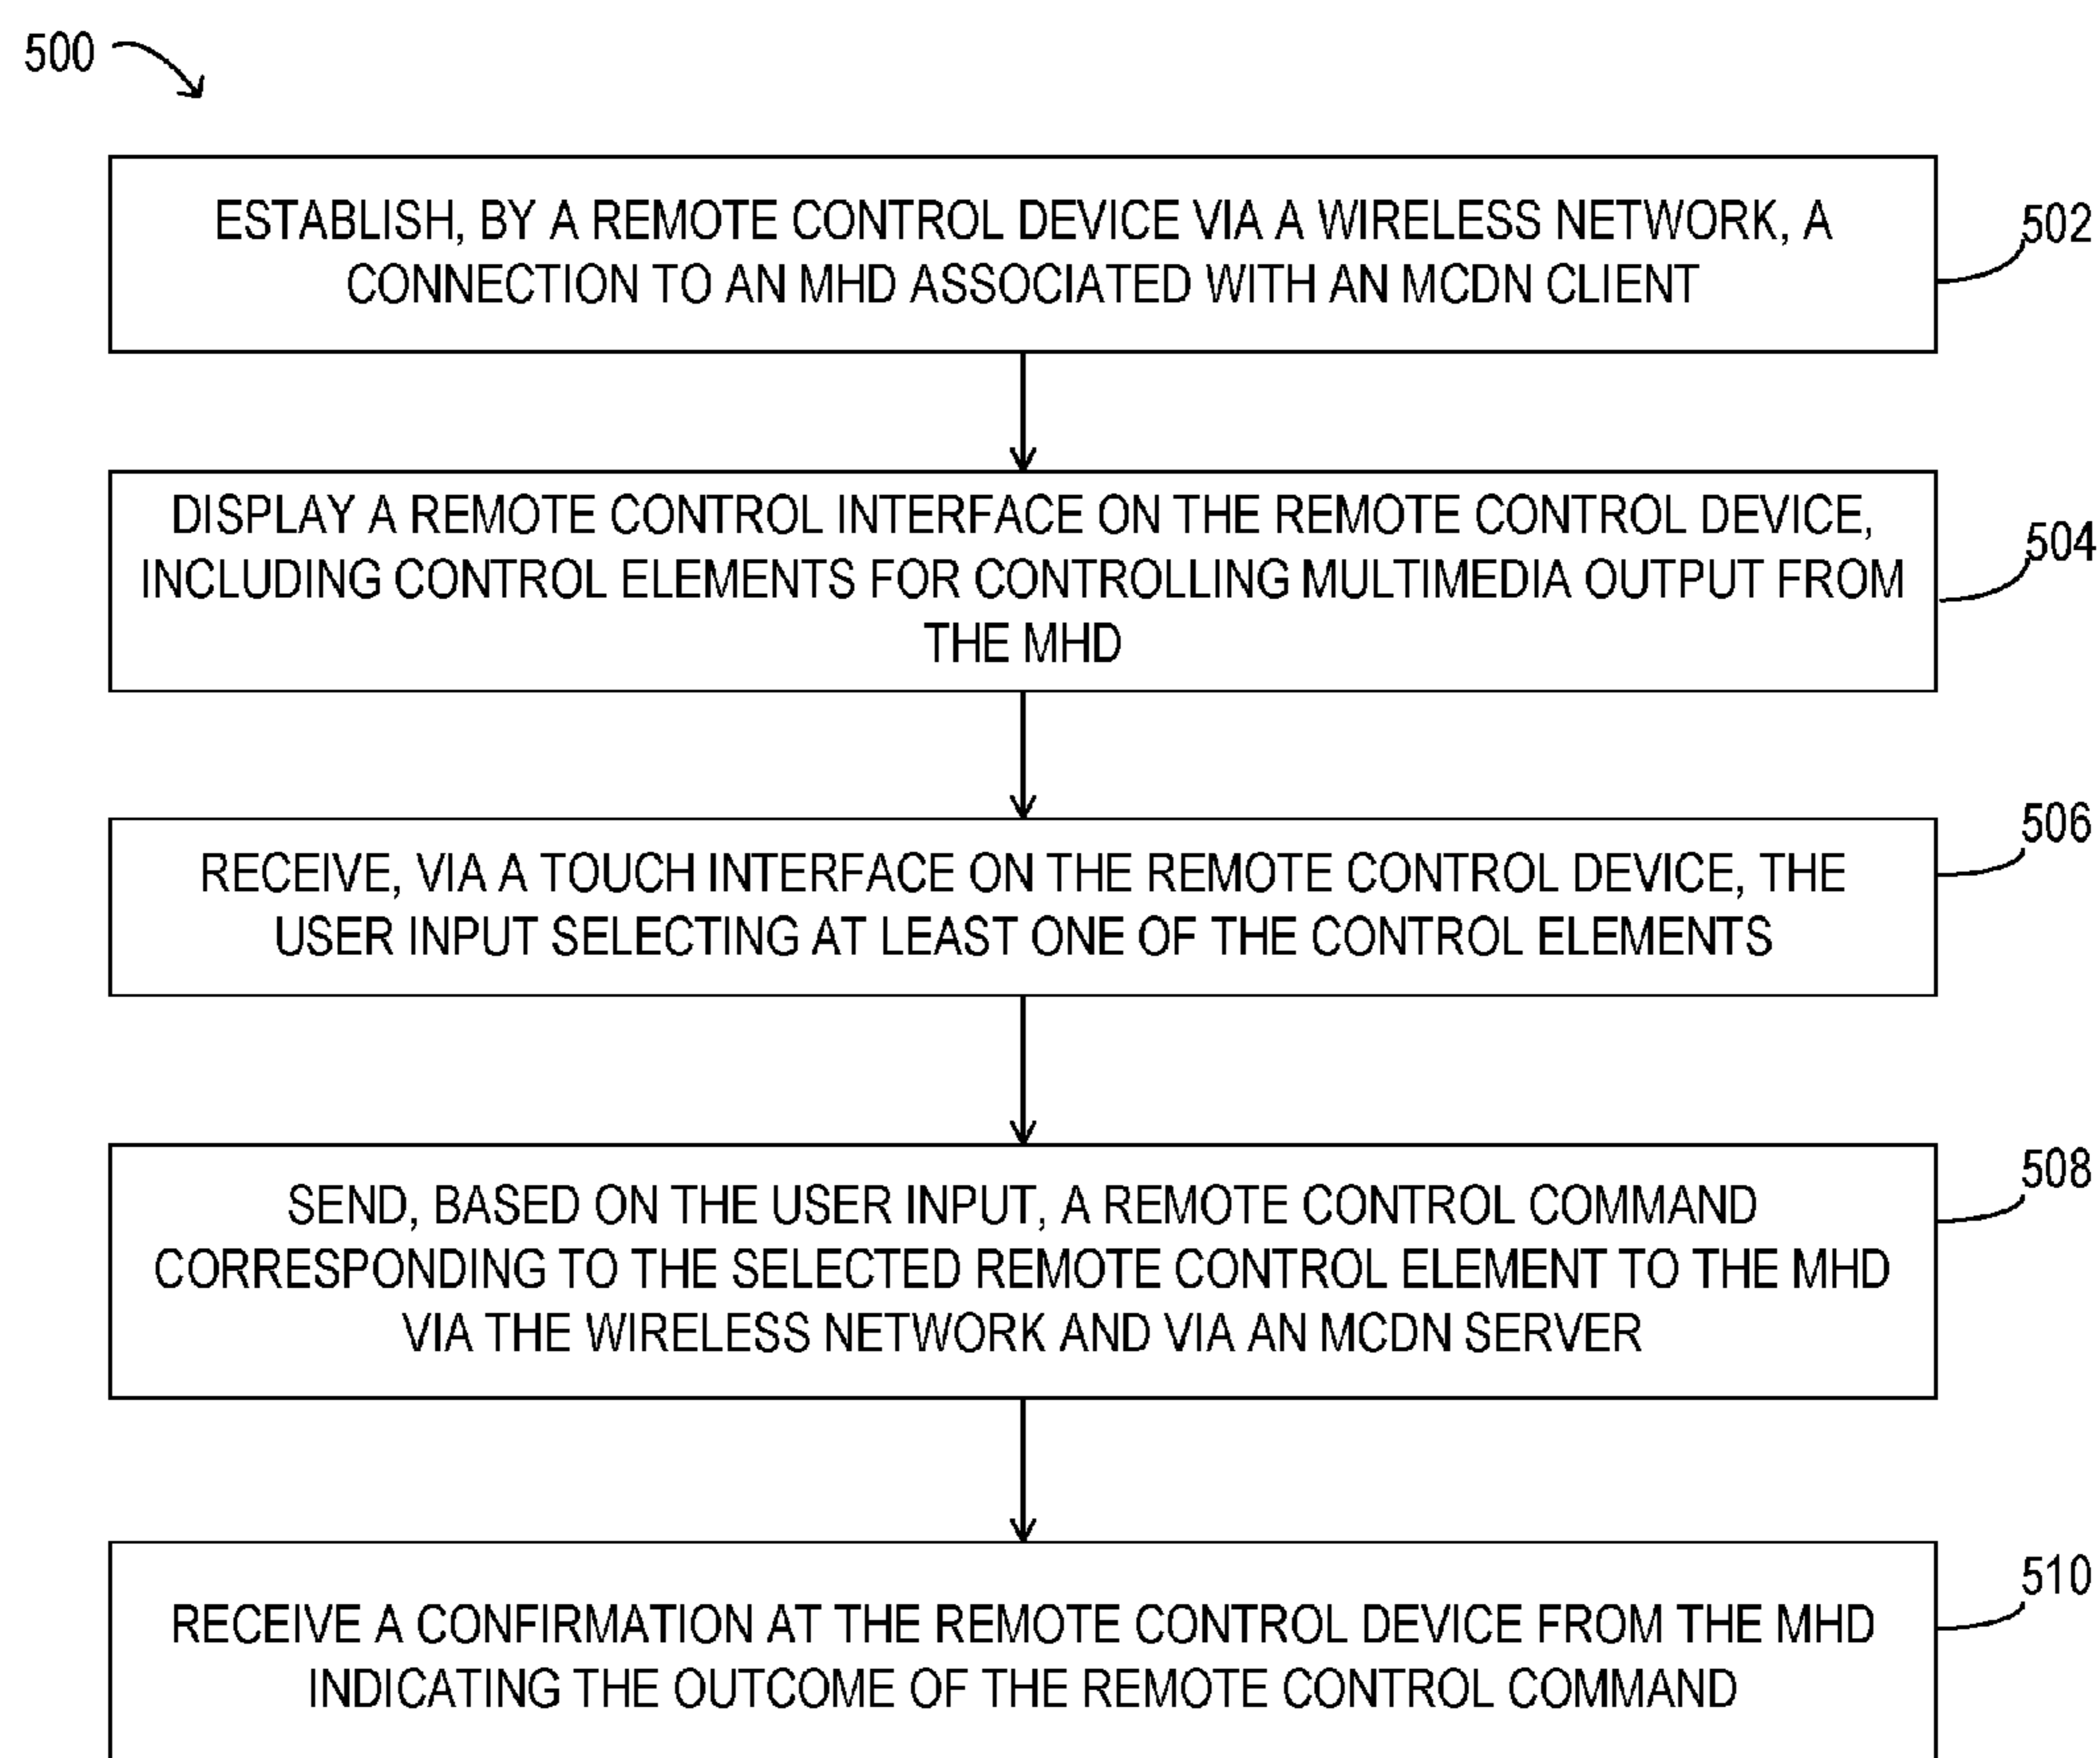 500
ESTABLISH, BY A REMOTE CONTROL DEVICE VIA A WIRELESS NETWORK, A
CONNECTION TO AN MHD ASSOCIATED WITH AN MCDN CLIENT
502
DISPLAY A REMOTE CONTROL INTERFACE ON THE REMOTE CONTROL DEVICE,
INCLUDING CONTROL ELEMENTS FOR CONTROLLING MULTIMEDIA OUTPUT FROM
THE MHD
504
RECEIVE, VIA A TOUCH INTERFACE ON THE REMOTE CONTROL DEVICE, THE
USER INPUT SELECTING AT LEAST ONE OF THE CONTROL ELEMENTS
506
SEND, BASED ON THE USER INPUT, A REMOTE CONTROL COMMAND
CORRESPONDING TO THE SELECTED REMOTE CONTROL ELEMENT TO THE MHD
VIA THE WIRELESS NETWORK AND VIA AN MCDN SERVER
508
RECEIVE A CONFIRMATION AT THE REMOTE CONTROL DEVICE FROM THE MHD
INDICATING THE OUTCOME OF THE REMOTE CONTROL COMMAND
510